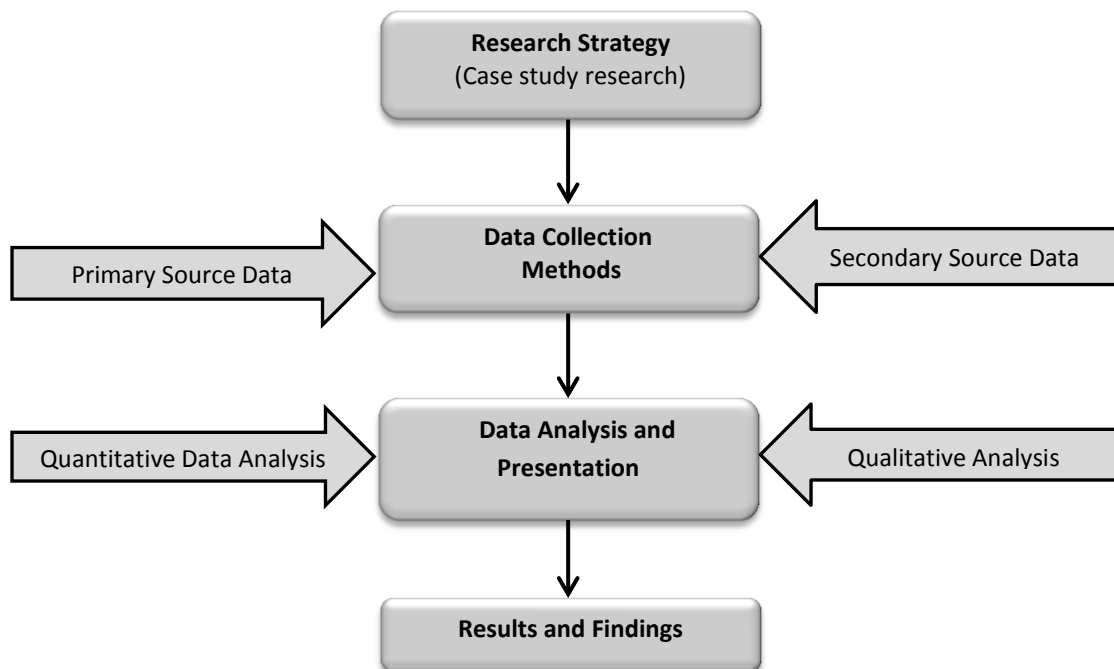 Research Strategy
(Case study research)
Data Collection
Methods
Primary Source Data
Secondary Source Data
Data Analysis and
Presentation
Quantitative Data Analysis
Qualitative Analysis
Results and Findings